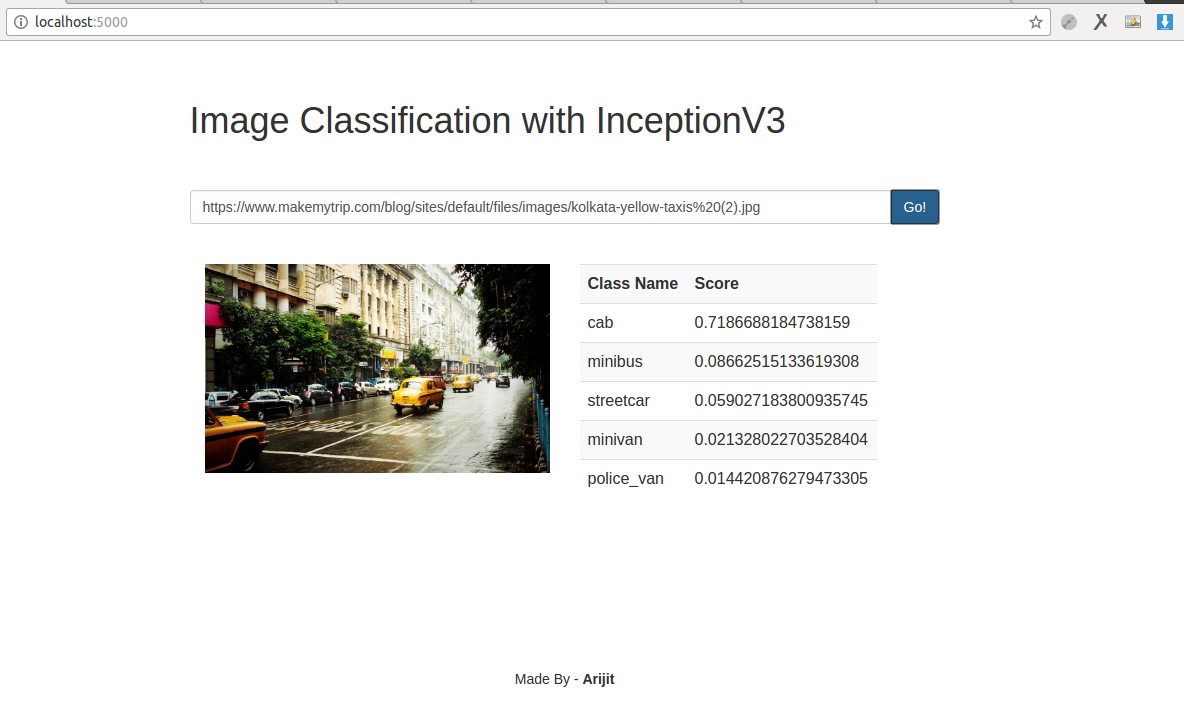 localhost:5000
Image Classification with InceptionV3
https://www.makemytrip.com/blog/sites/default/files/images/kolkata-yellow-taxis%20(2).jpg Go!
Class Name Score
cab 0.7186688184738159
minibus 0.08662515133619308
streetcar 0.059027183800935745
minivan 0.021328022703528404
police_van 0.014420876279473305
Made By - Arijit